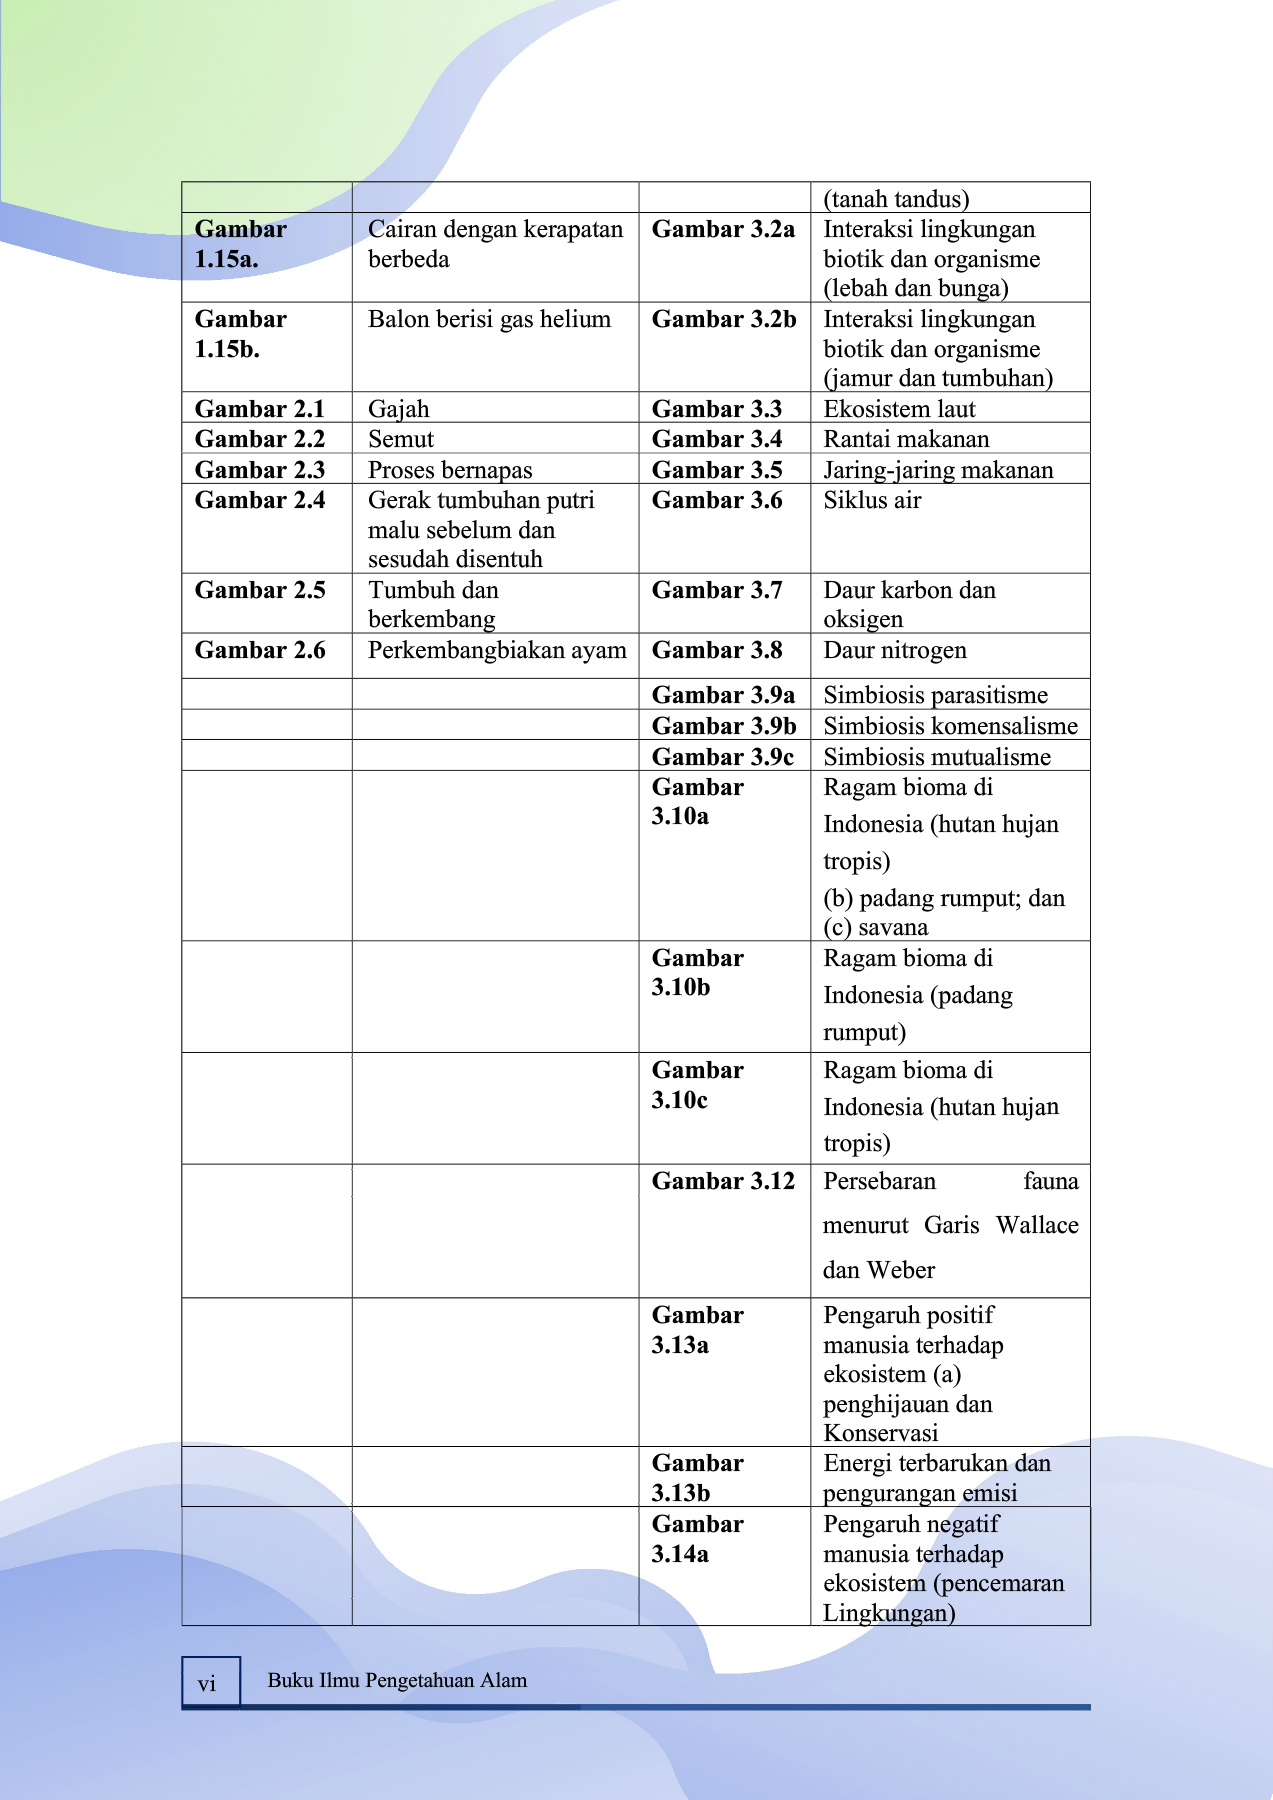 (tanah tandus)
Gambar
1.15a.
Cairan dengan kerapatan
berbeda
Gambar 3.2a
Interaksi lingkungan
biotik dan organisme
(lebah dan bunga)
Gambar
1.15b.
Balon berisi gas helium
Gambar 3.2b
Interaksi lingkungan
biotik dan organisme
(jamur dan tumbuhan)
Gambar 2.1
Gajah
Gambar 3.3
Ekosistem laut
Gambar 2.2
Semut
Gambar 3.4
Rantai makanan
Gambar 2.3
Proses bernapas
Gambar 3.5
Jaring-jaring makanan
Gambar 2.4
Gerak tumbuhan putri
malu sebelum dan
sesudah disentuh
Gambar 3.6
Siklus air
Gambar 2.5
Tumbuh dan
berkembang
Gambar 3.7
Daur karbon dan
oksigen
Gambar 2.6
Perkembangbiakan ayam
Gambar 3.8
Daur nitrogen
Gambar 3.9a
Simbiosis parasitisme
Gambar 3.9b
Simbiosis komensalisme
Gambar 3.9c
Simbiosis mutualisme
Gambar
3.10a
Ragam bioma di
Indonesia (hutan hujan
tropis)
(b) padang rumput; dan
(c) savana
Gambar
3.10b
Ragam bioma di
Indonesia (padang
rumput)
Gambar
3.10c
Ragam bioma di
Indonesia (hutan hujan
tropis)
Gambar 3.12
Persebaran fauna
menurut Garis Wallace
dan Weber
Gambar
3.13a
Pengaruh positif
manusia terhadap
ekosistem (a)
penghijauan dan
Konservasi
Gambar
3.13b
Energi terbarukan dan
pengurangan emisi
Gambar
3.14a
Pengaruh negatif
manusia terhadap
ekosistem (pencemaran
Lingkungan)
vi
Buku Ilmu Pengetahuan Alam